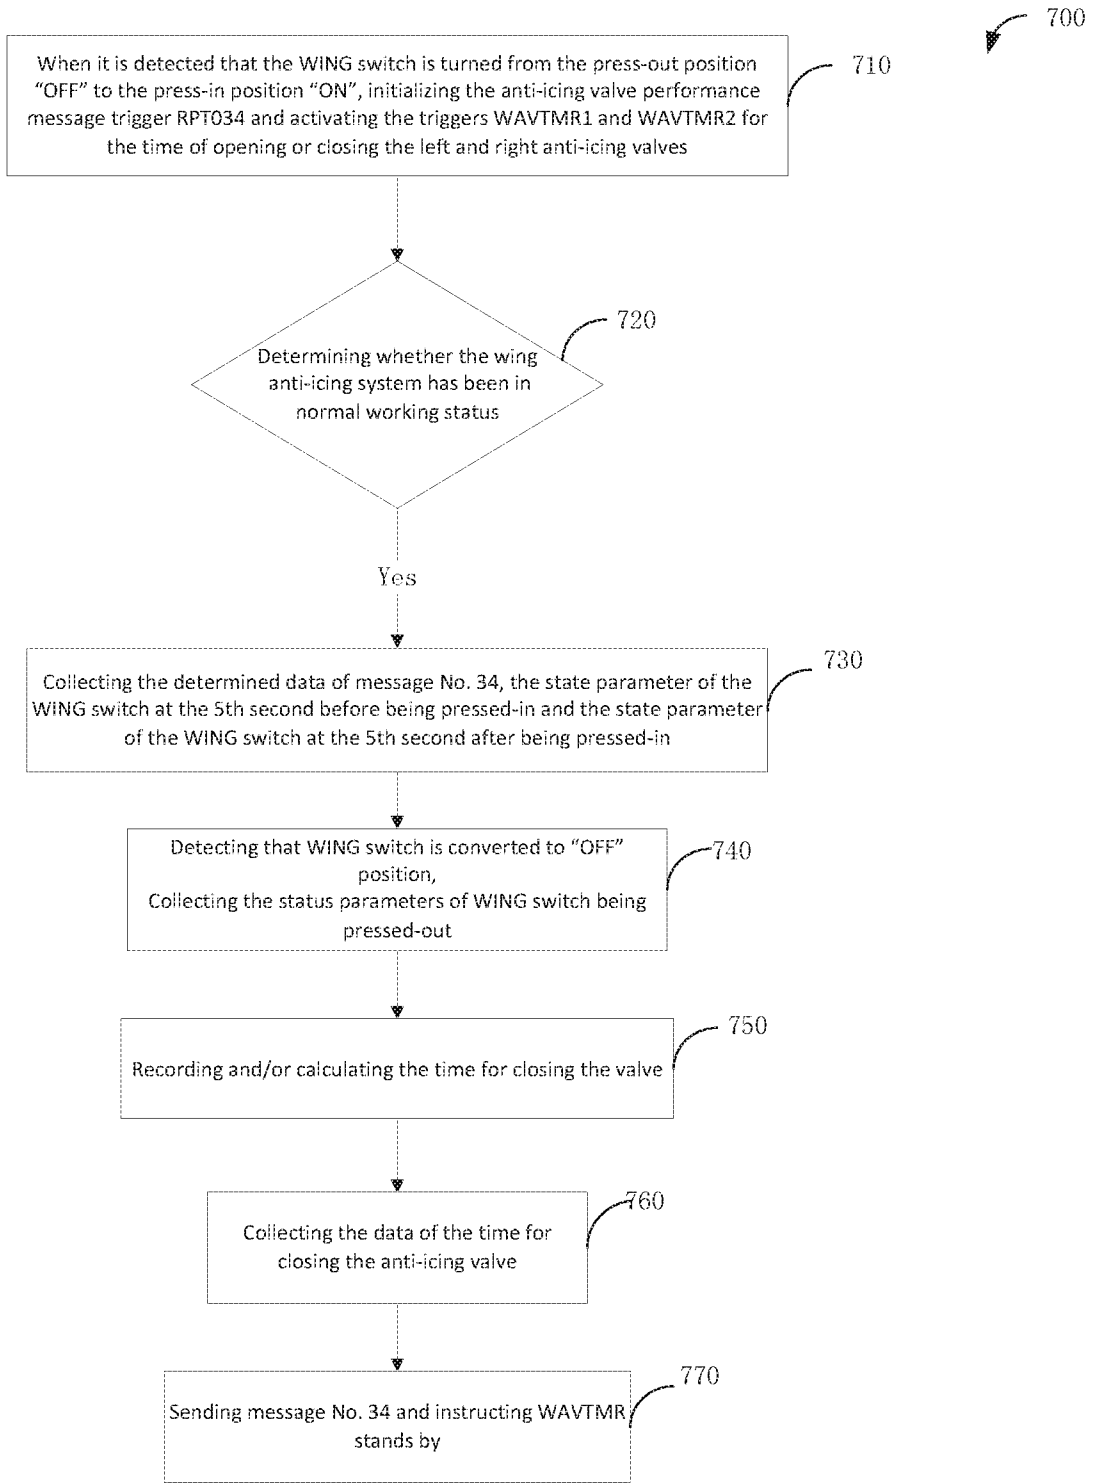 700
When it is detected that the WING switch is turned from the press-out position
“OFF” to the press-in position “ON”, initializing the anti-icing valve performance
message trigger RPT034 and activating the triggers WAVTMR1 and WAVTMR2 for
the time of opening or closing the left and right anti-icing valves
710
720
Determining whether the wing
anti-icing system has been in
normal working status
Yes
730
Collecting the determined data of message No. 34, the state parameter of the
WING switch at the 5th second before being pressed-in and the state parameter
of the WING switch at the 5th second after being pressed-in
740
Detecting that WING switch is converted to “OFF”
position,
Collecting the status parameters of WING switch being
pressed-out
750
Recording and/or calculating the time for closing the valve
760
Collecting the data of the time for
closing the anti-icing valve
770
Sending message No. 34 and instructing WAVTMR
stands by